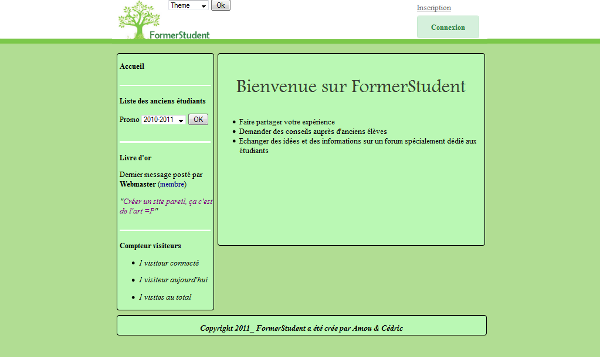 Theme Ok
Inscription
FormerStudent
Connexion
Accueil
Liste des anciens étudiants
Promo 2010-2011 OK
Livre d'or
Dernier message posté par
Webmaster (membre)
"Créer un site pareil, ça c'est
de l'art =P"
Compteur visiteurs
1 visiteur connecté
1 visiteur aujourd'hui
1 visites au total
Bienvenue sur FormerStudent
Faire partager votre expérience
Demander des conseils auprès d'anciens élèves
Echanger des idées et des informations sur un forum spécialement dédié aux
étudiants
Copyright 2011_ FormerStudent a été crée par Amou & Cédric